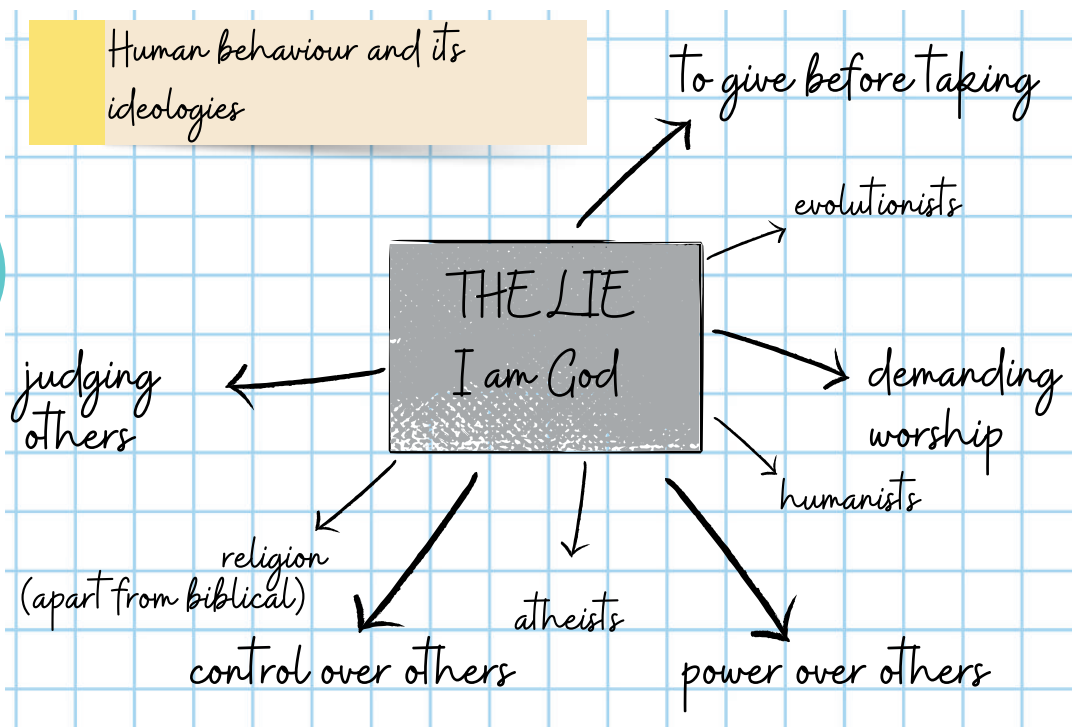 Human behaviour and its
ideologies
to give before taking
evolutionists
THE LIE
I am God
judging
others
demanding
worship
humanists
religion
(apart from biblical)
atheists
control over others
power over others